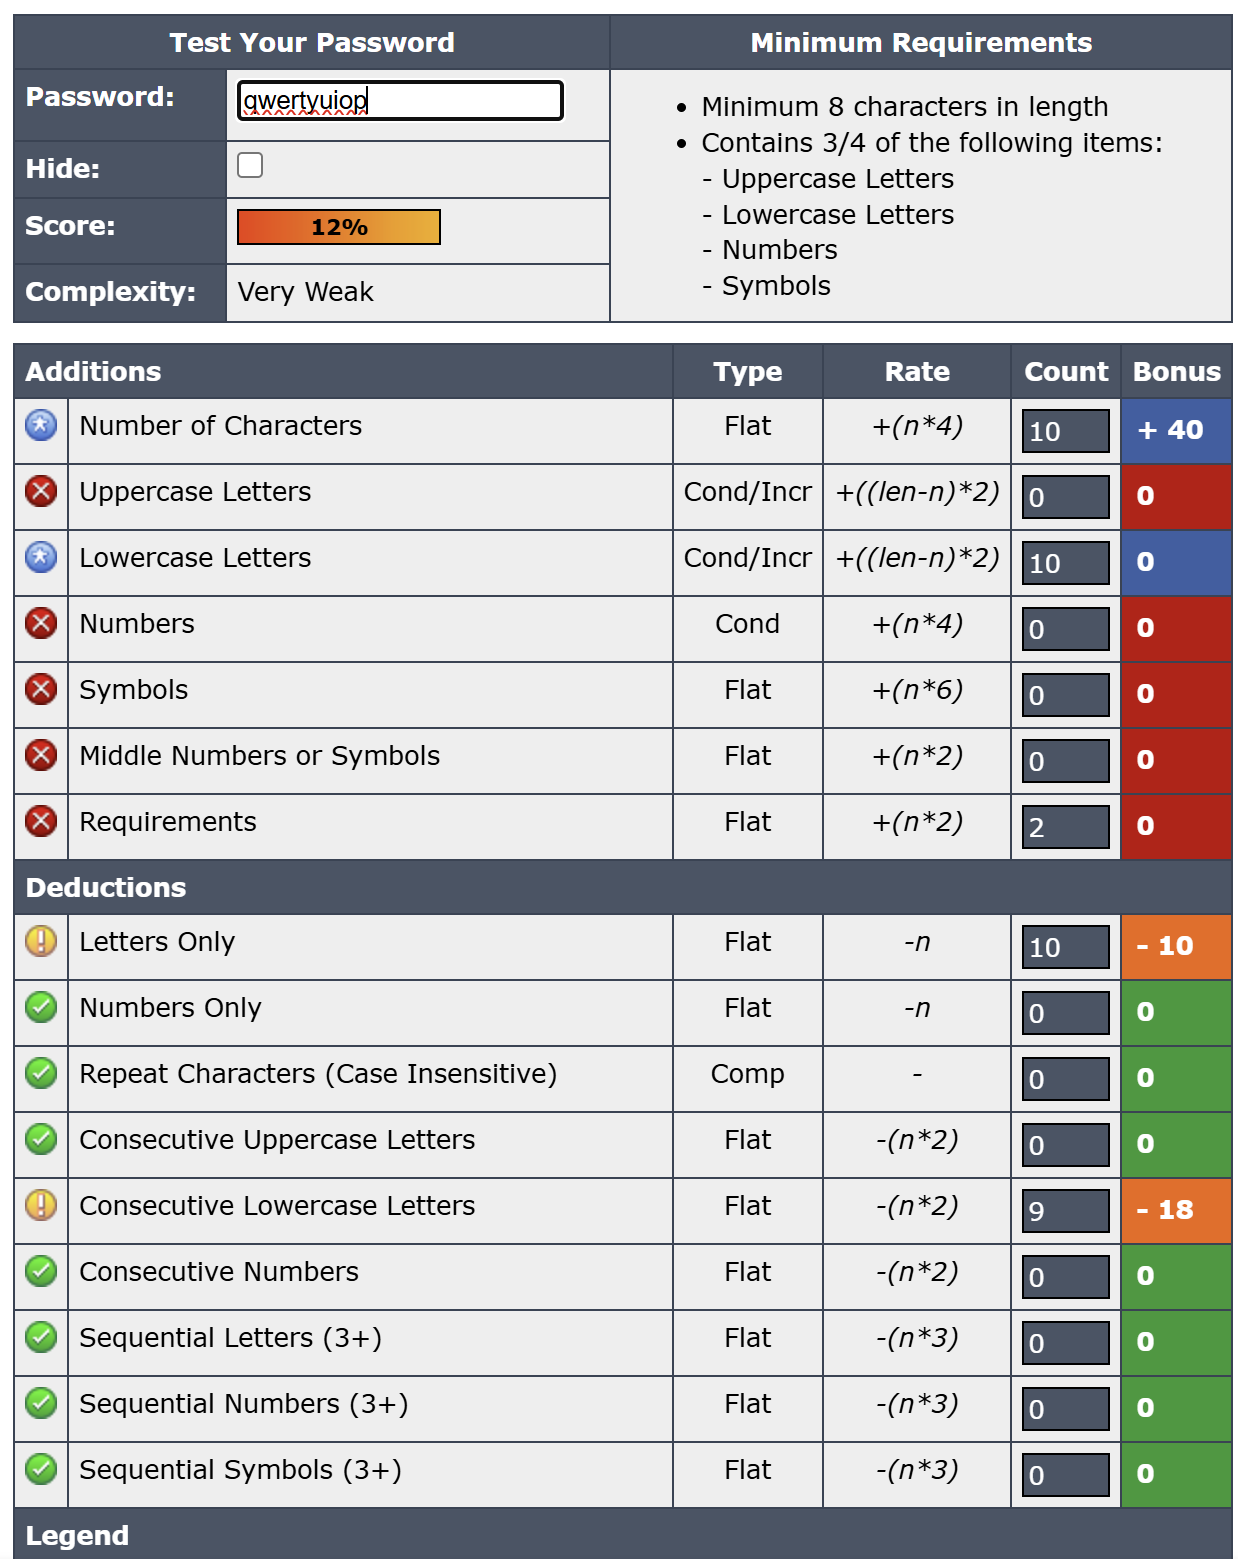 Test Your Password
Minimum Requirements
Password:
qwertyuiop
• Minimum 8 characters in length
• Contains 3/4 of the following items:
- Uppercase Letters
- Lowercase Letters
- Numbers
- Symbols
Hide:
Score:
12%
Complexity:
Very Weak
Additions Type Rate Count Bonus
Number of Characters Flat +(n*4) 10 + 40
Uppercase Letters Cond/Incr +((len-n)*2) 0 0
Lowercase Letters Cond/Incr +((len-n)*2) 10 0
Numbers Cond +(n*4) 0 0
Symbols Flat +(n*6) 0 0
Middle Numbers or Symbols Flat +(n*2) 0 0
Requirements Flat +(n*2) 2 0
Deductions
Letters Only Flat -n 10 - 10
Numbers Only Flat -n 0 0
Repeat Characters (Case Insensitive) Comp - 0 0
Consecutive Uppercase Letters Flat -(n*2) 0 0
Consecutive Lowercase Letters Flat -(n*2) 9 - 18
Consecutive Numbers Flat -(n*2) 0 0
Sequential Letters (3+) Flat -(n*3) 0 0
Sequential Numbers (3+) Flat -(n*3) 0 0
Sequential Symbols (3+) Flat -(n*3) 0 0
Legend